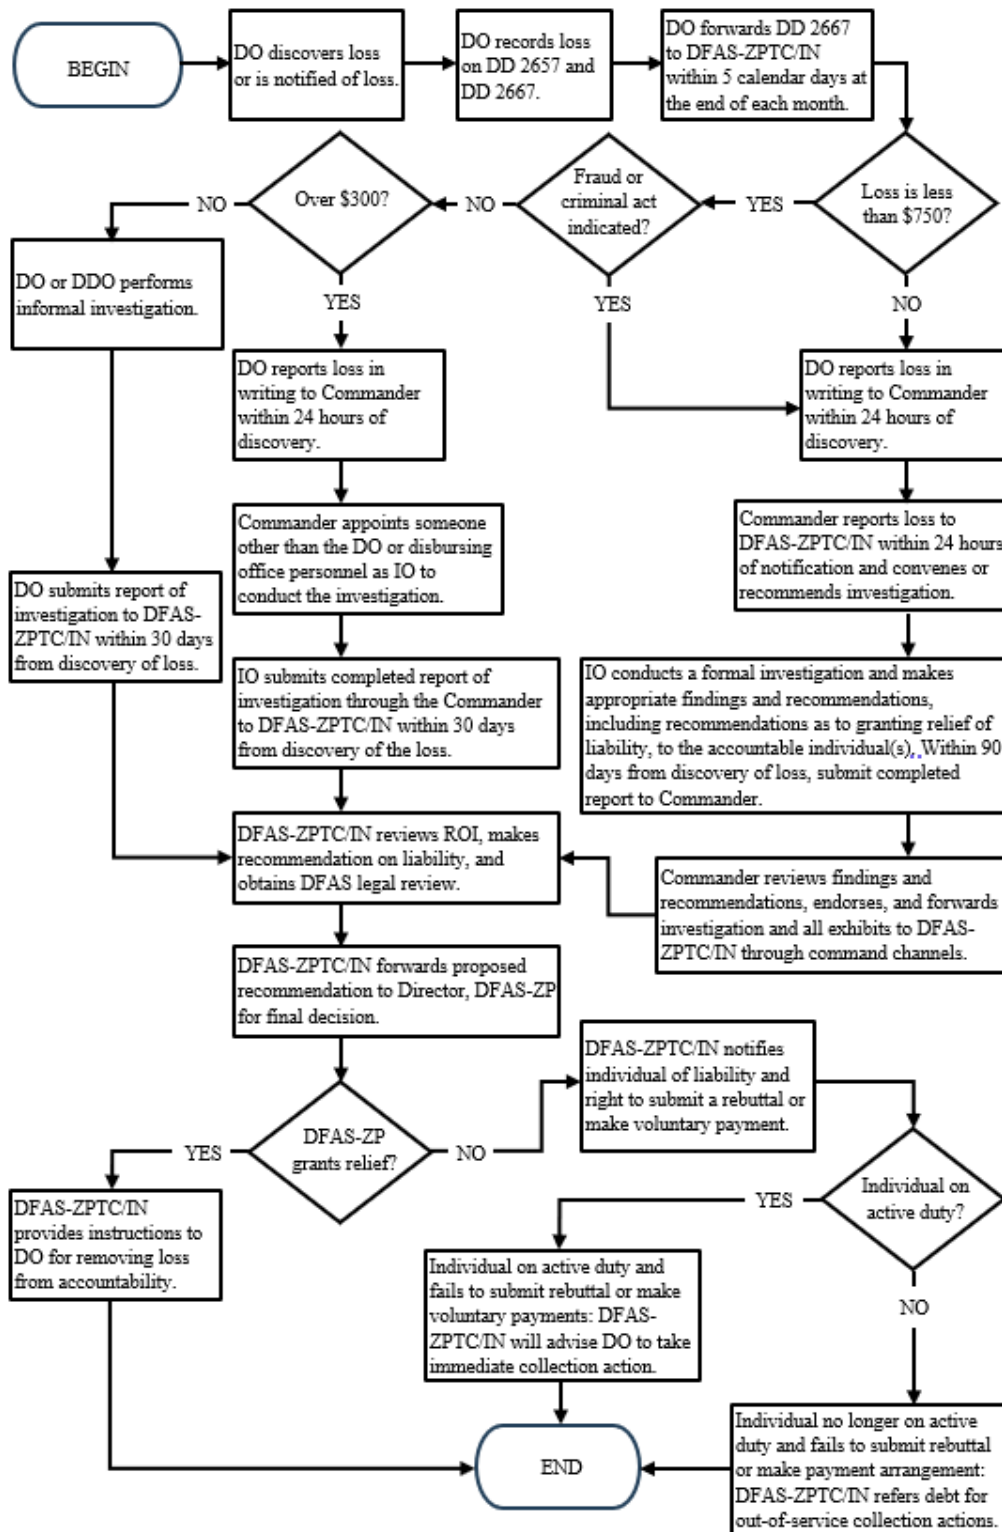 BEGIN
DO discovers loss
or is notified of loss.
DO records loss
on DD 2657 and
DD 2667.
DO forwards DD 2667
to DFAS-ZPTC/IN
within 5 calendar days at
the end of each month.
Loss is less
than $750?
YES
Fraud or
criminal act
indicated?
NO
Over $300?
NO
DO or DDO performs
informal investigation.
YES
YES
NO
DO reports loss in
writing to Commander
within 24 hours of
discovery.
DO reports loss in
writing to Commander
within 24 hours of
discovery.
Commander appoints someone
other than the DO or disbursing
office personnel as IO to
conduct the investigation.
Commander reports loss to
DFAS-ZPTC/IN within 24 hours
of notification and convenes or
recommends investigation.
DO submits report of
investigation to DFAS-
ZPTC/IN within 30 days
from discovery of loss.
IO submits completed report of
investigation through the Commander
to DFAS-ZPTC/IN within 30 days
from discovery of the loss.
IO conducts a formal investigation and makes
appropriate findings and recommendations,
including recommendations as to granting relief of
liability, to the accountable individual(s),. Within 90
days from discovery of loss, submit completed
report to Commander.
DFAS-ZPTC/IN reviews ROI, makes
recommendation on liability, and
obtains DFAS legal review.
Commander reviews findings and
recommendations, endorses, and forwards
investigation and all exhibits to DFAS-
ZPTC/IN through command channels.
DFAS-ZPTC/IN forwards proposed
recommendation to Director, DFAS-ZP
for final decision.
DFAS-ZPTC/IN notifies
individual of liability and
right to submit a rebuttal or
make voluntary payment.
DFAS-ZP
grants relief?
YES
NO
Individual on
active duty?
YES
NO
DFAS-ZPTC/IN
provides instructions to
DO for removing loss
from accountability.
Individual on active duty and
fails to submit rebuttal or make
voluntary payments: DFAS-
ZPTC/IN will advise DO to take
immediate collection action.
Individual no longer on active
duty and fails to submit rebuttal
or make payment arrangement:
DFAS-ZPTC/IN refers debt for
out-of-service collection actions.
END